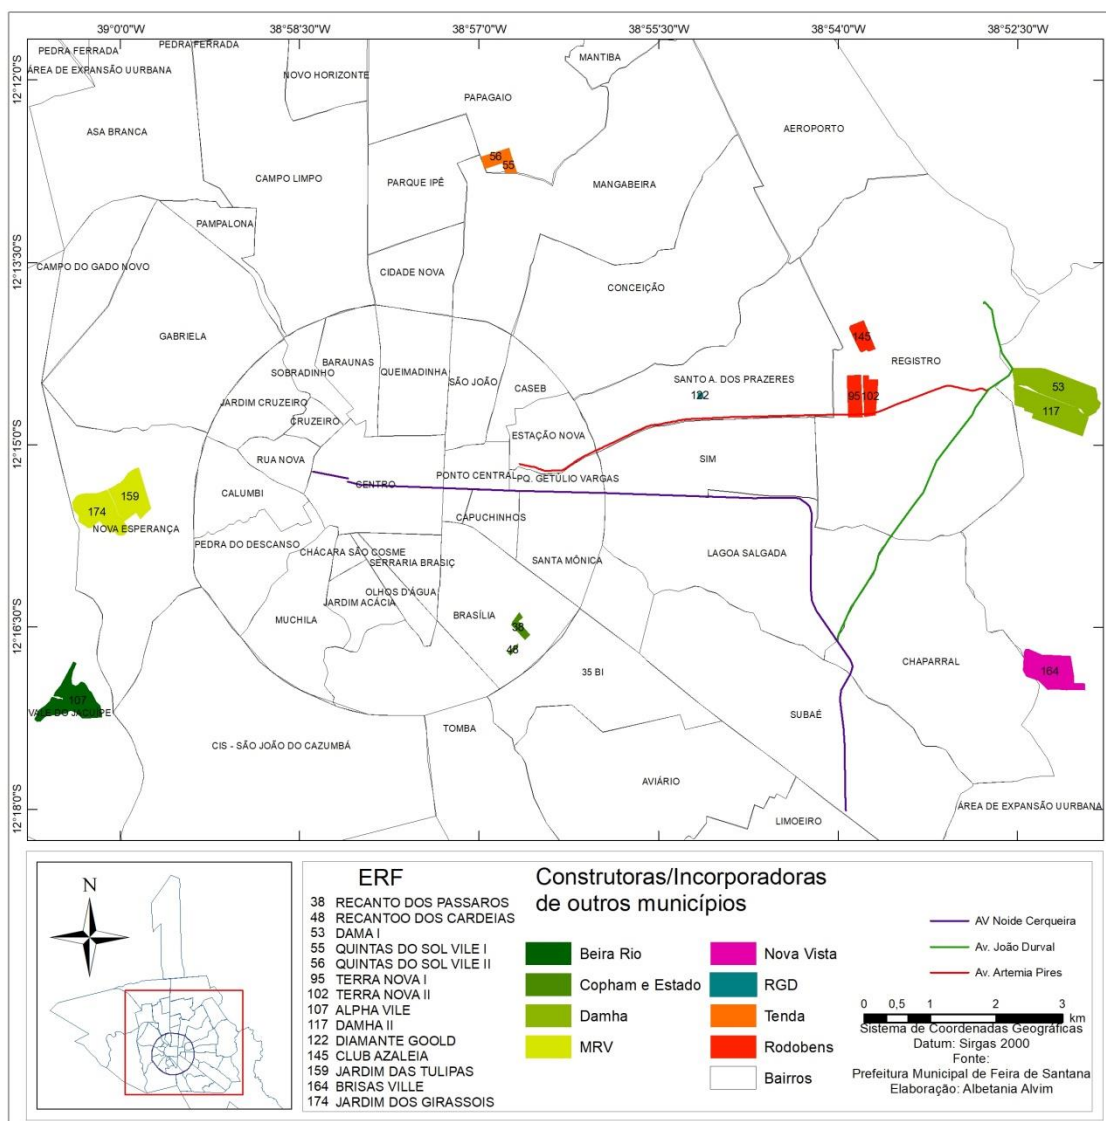 39°0'0"W 38°58'30"W 38°57'0"W 38°55'30"W 38°54'0"W 38°52'30"W
12°12'0"S
12°13'30"S
12°15'0"S
12°16'30"S
12°18'0"S
PEDRA FERRADA
PEDRA FERRADA
ÁREA DE EXPANSÃO UURBANA
NOVO HORIZONTE
MANTIBA
PAPAGAIO
ASA BRANCA
AEROPORTO
56
55
CAMPO LIMPO
PARQUE IPÊ
MANGABEIRA
PAMPALONA
CAMPO DO GADO NOVO
CIDADE NOVA
CONCEIÇÃO
GABRIELA
145
BARAUNAS
SOBRADINHO
QUEIMADINHA
SÃO JOÃO
CASEB
SANTO A. DOS PRAZERES
REGISTRO
122
95
102
53
117
JARDIM CRUZEIRO
CRUZEIRO
ESTAÇÃO NOVA
RUA NOVA
SIM
PONTO CENTRAL
PQ. GETÚLIO VARGAS
CENTRO
159
174
CALUMBI
NOVA ESPERANÇA
CAPUCHINHOS
PEDRA DO DESCANSO
CHÁCARA SÃO COSME
SERRARIA BRASIÇ
SANTA MÔNICA
LAGOA SALGADA
OLHOS D'ÁGUA
JARDIM ACÁCIA
MUCHILA
BRASÍLIA
38
48
35 BI
CHAPARRAL
164
107
VALE DO JACUIPE
SUBAÉ
TOMBA
CIS - SÃO JOÃO DO CAZUMBÁ
AVIÁRIO
LIMOEIRO
ÁREA DE EXPANSÃO UURBANA
N
ERF
38 RECANTO DOS PASSAROS
48 RECANTOO DOS CARDEIAS
53 DAMA I
55 QUINTAS DO SOL VILE I
56 QUINTAS DO SOL VILE II
95 TERRA NOVA I
102 TERRA NOVA II
107 ALPHA VILE
117 DAMHA II
122 DIAMANTE GOOLD
145 CLUB AZALEIA
159 JARDIM DAS TULIPAS
164 BRISAS VILLE
174 JARDIM DOS GIRASSOIS
Construtoras/Incorporadoras
de outros municípios
Beira Rio
Copham e Estado
Damha
MRV
Nova Vista
RGD
Tenda
Rodobens
Bairros
AV Noide Cerqueira
Av. João Durval
Av. Artemia Pires
0 0,5 1 2 3
km
Sistema de Coordenadas Geográficas
Datum: Sirgas 2000
Fonte:
Prefeitura Municipal de Feira de Santana
Elaboração: Albetania Alvim